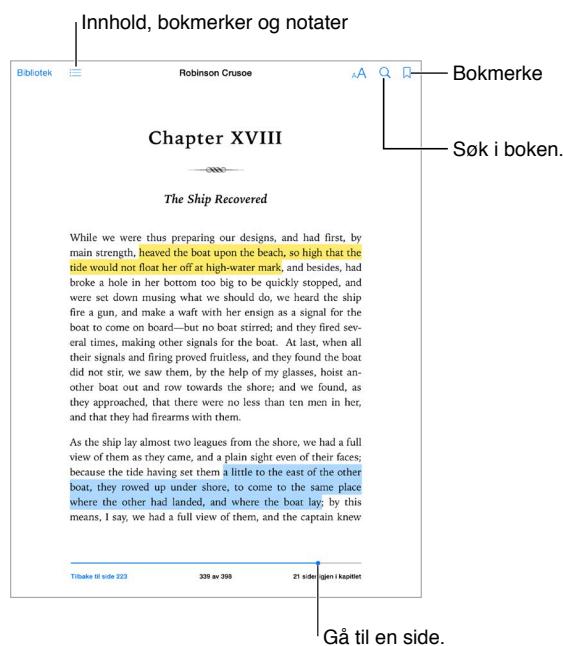 Innhold, bokmerker og notater
Bibliotek
Robinson Crusoe
AA
Bokmerke
Søk i boken.
Chapter XVIII
The Ship Recovered
While we were thus preparing our designs, and had first, by
main strength, heaved the boat upon the beach, so high that the
tide would not float her off at high-water mark, and besides, had
broke a hole in her bottom too big to be quickly stopped, and
were set down musing what we should do, we heard the ship
fire a gun, and make a waft with her ensign as a signal for the
boat to come on board—but no boat stirred; and they fired sev-
eral times, making other signals for the boat. At last, when all
their signals and firing proved fruitless, and they found the boat
did not stir, we saw them, by the help of my glasses, hoist an-
other boat out and row towards the shore; and we found, as
they approached, that there were no less than ten men in her,
and that they had firearms with them.
As the ship lay almost two leagues from the shore, we had a full
view of them as they came, and a plain sight even of their faces;
because the tide having set them a little to the east of the other
boat, they rowed up under shore, to come to the same place
where the other had landed, and where the boat lay; by this
means, I say, we had a full view of them, and the captain knew
Tilbake til side 223
339 av 398
21 sider igjen i kapitlet
Gå til en side.